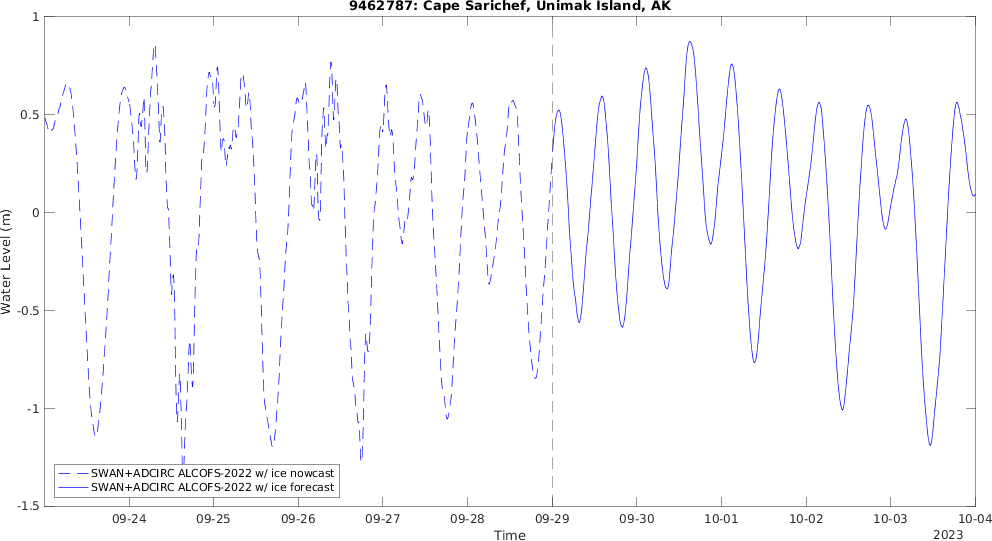 9462787: Cape Sarichef, Unimak Island, AK
Water Level (m)
1
0.5
0
-0.5
-1
-1.5
SWAN+ADCIRC ALCOFS-2022 w/ ice nowcast
SWAN+ADCIRC ALCOFS-2022 w/ ice forecast
09-24 09-25 09-26 09-27 09-28 09-29 09-30 10-01 10-02 10-03 10-04
Time
2023